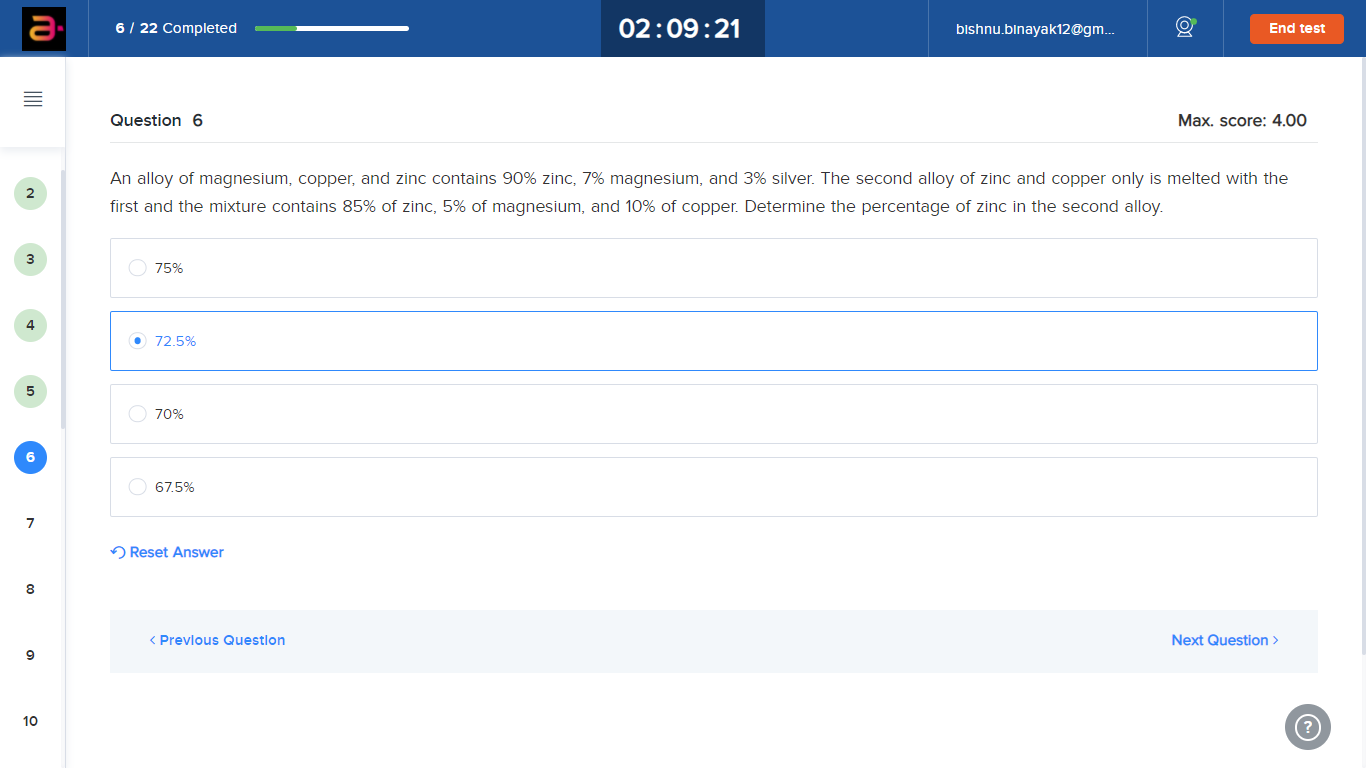 6 / 22 Completed
02:09:21
bishnu.binayak12@gm...
End test
Question 6
Max. score: 4.00
An alloy of magnesium, copper, and zinc contains 90% zinc, 7% magnesium, and 3% silver. The second alloy of zinc and copper only is melted with the
first and the mixture contains 85% of zinc, 5% of magnesium, and 10% of copper. Determine the percentage of zinc in the second alloy.
75%
72.5%
70%
67.5%
Reset Answer
< Previous Question
Next Question >
2
3
4
5
6
7
8
9
10
?